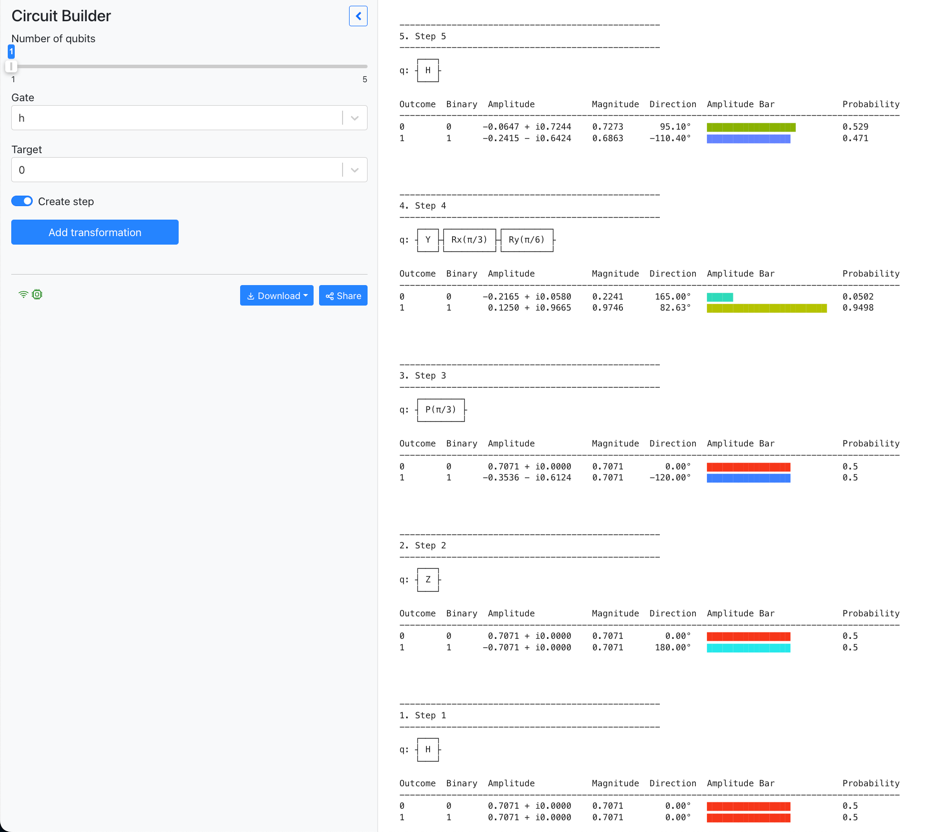 Circuit Builder
Number of qubits
1
1 5
Gate
h
Target
0
Create step
Add transformation
Download
Share
5. Step 5
q: H
Outcome Binary Amplitude Magnitude Direction Amplitude Bar Probability
0 0 −0.0647 + i0.7244 0.7273 95.10° 0.529
1 1 −0.2415 − i0.6424 0.6863 −110.40° 0.471
4. Step 4
q: Y Rx(π/3) Ry(π/6)
Outcome Binary Amplitude Magnitude Direction Amplitude Bar Probability
0 0 −0.2165 + i0.0580 0.2241 165.00° 0.0502
1 1 0.1250 + i0.9665 0.9746 82.63° 0.9498
3. Step 3
q: P(π/3)
Outcome Binary Amplitude Magnitude Direction Amplitude Bar Probability
0 0 0.7071 + i0.0000 0.7071 0.00° 0.5
1 1 −0.3536 − i0.6124 0.7071 −120.00° 0.5
2. Step 2
q: Z
Outcome Binary Amplitude Magnitude Direction Amplitude Bar Probability
0 0 0.7071 + i0.0000 0.7071 0.00° 0.5
1 1 −0.7071 + i0.0000 0.7071 180.00° 0.5
1. Step 1
q: H
Outcome Binary Amplitude Magnitude Direction Amplitude Bar Probability
0 0 0.7071 + i0.0000 0.7071 0.00° 0.5
1 1 0.7071 + i0.0000 0.7071 0.00° 0.5